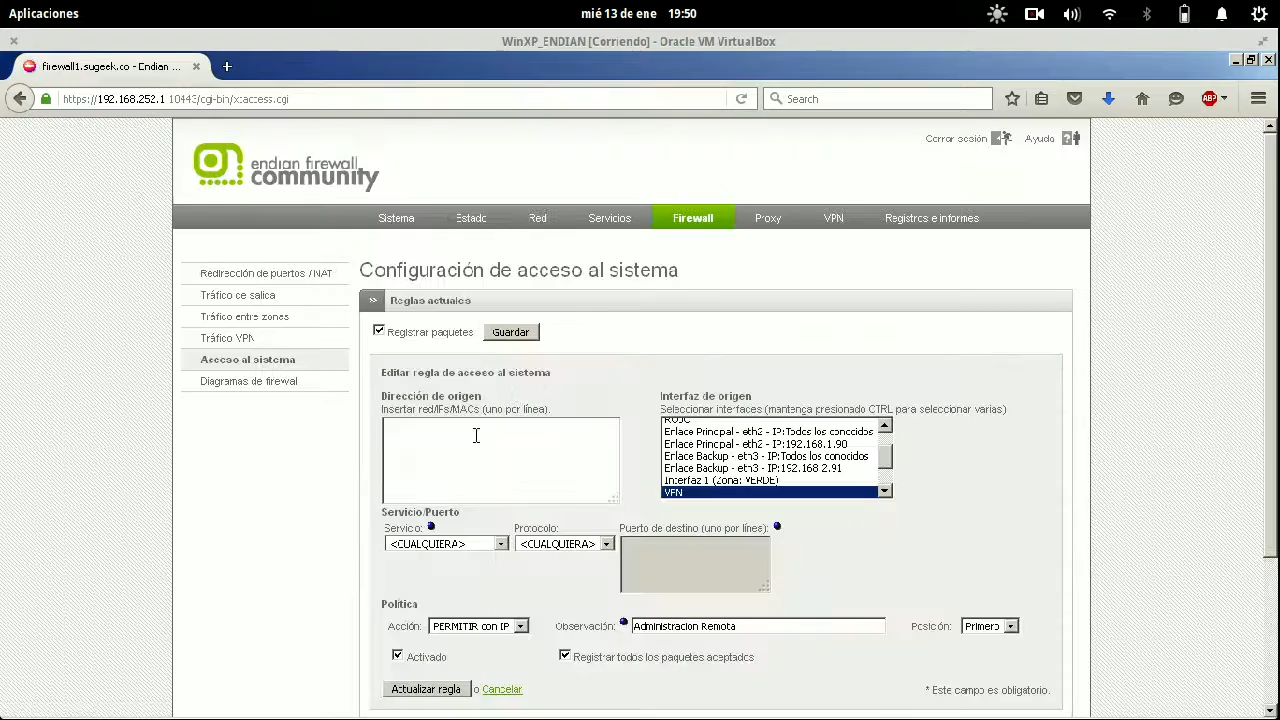 Aplicaciones
mié 13 de ene 19:50
WinXP_ENDIAN [Corriendo] - Oracle VM VirtualBox
firewall1.sugeek.co - Endian ...
https://192.168.252.1:10443/cgi-bin/xtaccess.cgi
Search
ABP
Cerrar sesión
Ayuda
endian firewall
community
Sistema
Estado
Red
Servicios
Firewall
Proxy
VPN
Registros e informes
Redirección de puertos / NAT
Tráfico de salica
Tráfico entre zones
Tráfico VPN
Acceso al sistema
Diagramas de firewal
Configuración de acceso al sistema
Reglas actuales
Registrar paquetes
Guardar
Editar regla de acceso al sistema
Dirección de origen
Insertar red/IPs/MACs (uno por línea).
Interfaz de origen
Seleccionar interfaces (mantenga presionado CTRL para seleccionar varias)
ROJO
Enlace Principal - eth2 - IP:Todos los conocidos
Enlace Principal - eth2 - IP:192.168.1.90
Enlace Backup - eth3 - IP:Todos los conocidos
Enlace Backup - eth3 - IP:192.168.2.91
Interfaz 1 (Zona: VERDE)
VPN
Servicio/Puerto
Servicio:
Protocolo:
Puerto de destino (uno por línea):
<CUALQUIERA>
<CUALQUIERA>
Política
Acción:
PERMITIR con IP
Observación:
Administracion Remota
Posición:
Primero
Activado
Registrar todos los paquetes aceptados
Actualizar regla
o Cancelar
* Este campo es obligatorio.